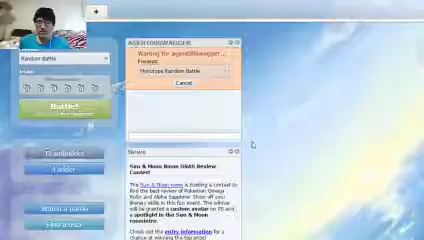 +
Random Battle
Battle!
Teambuilder
Ladder
Watch a battle
Find a user
AGENT00SWAGGER
Waiting for agent00swagger ...
Format:
Monotype Random Battle
Cancel
News
Sun & Moon Room ORAS Review
Contest
The Sun & Moon room is hosting a contest to
find the best review of Pokemon Omega
Ruby and Alpha Sapphire! Show off your
literary skills in this fun event. The winner
will be granted a custom avatar on PS and
a spotlight in the Sun & Moon
roomintro.
Check out the entry information for a
chance at winning the top prize!